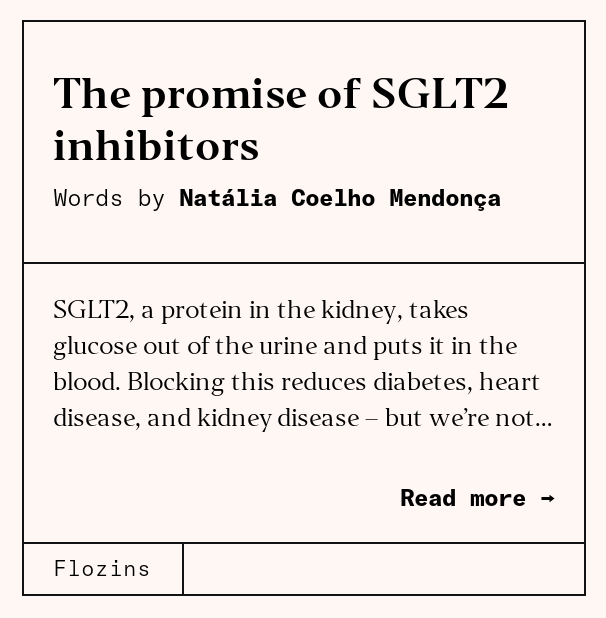 The promise of SGLT2
inhibitors
Words by Natália Coelho Mendonça
SGLT2, a protein in the kidney, takes
glucose out of the urine and puts it in the
blood. Blocking this reduces diabetes, heart
disease, and kidney disease – but we’re not...
Read more →
Flozins